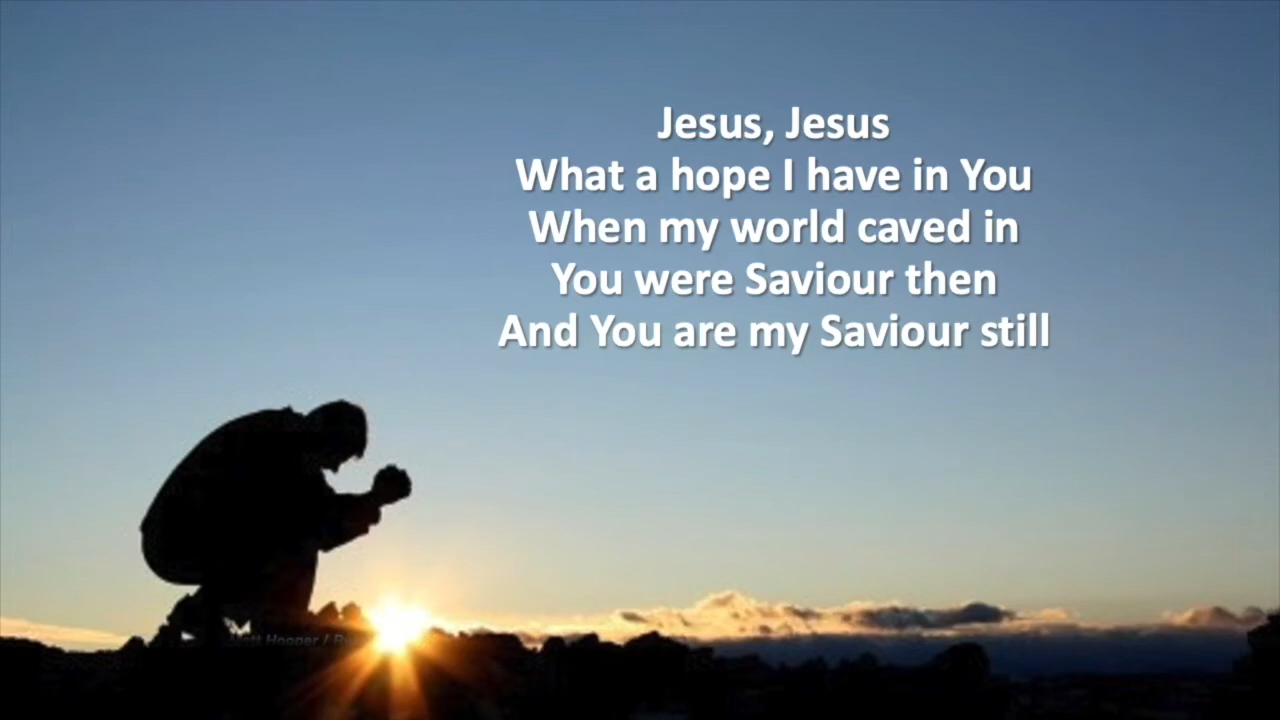 Jesus, Jesus
What a hope I have in You
When my world caved in
You were Saviour then
And You are my Saviour still